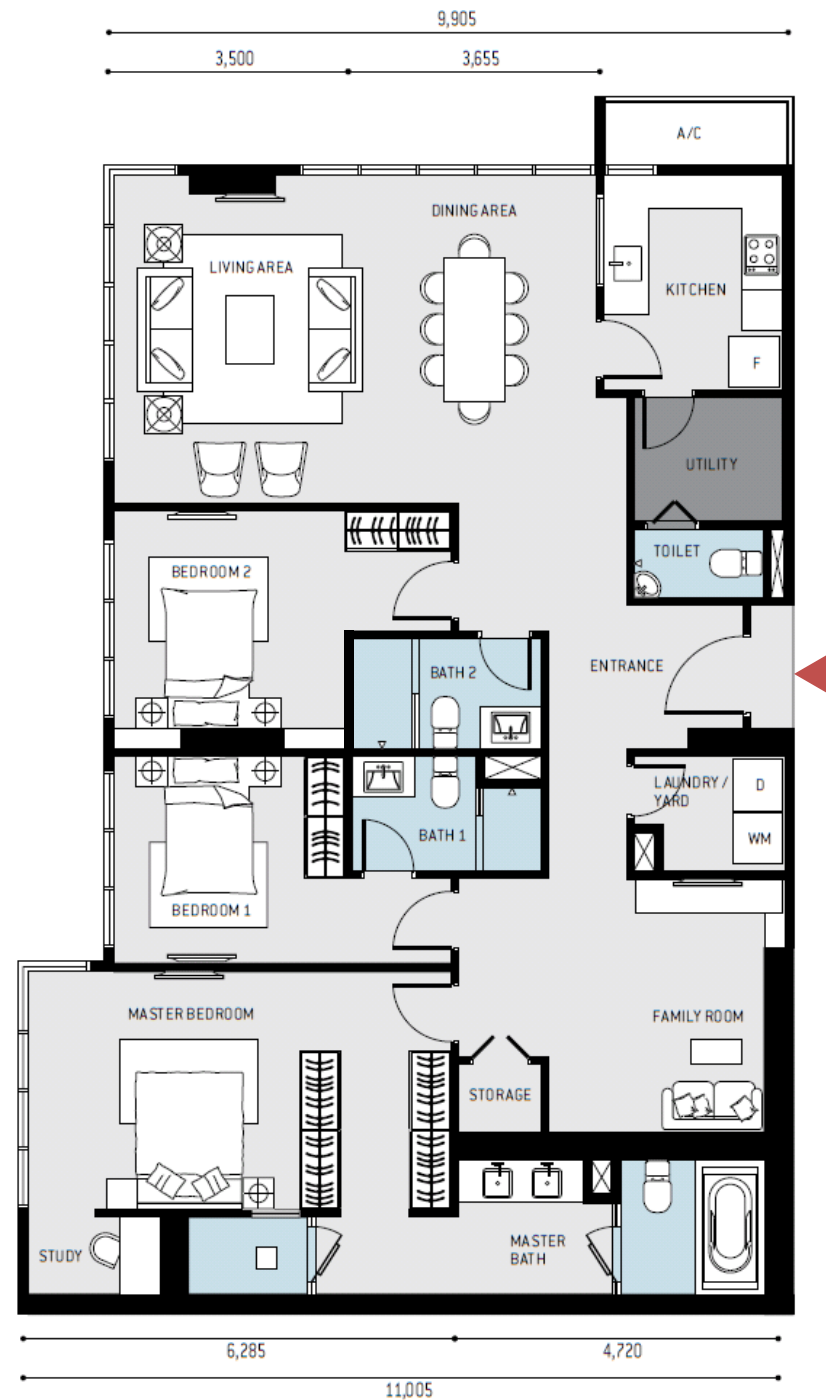 9,905
3,500
3,655
A/C
DINING AREA
LIVING AREA
KITCHEN
F
UTILITY
TOILET
BEDROOM 2
ENTRANCE
BATH 2
LAUNDRY /
YARD
D
WM
BATH 1
BEDROOM 1
MASTER BEDROOM
FAMILY ROOM
STORAGE
MASTER
BATH
STUDY
6,285
4,720
11,005